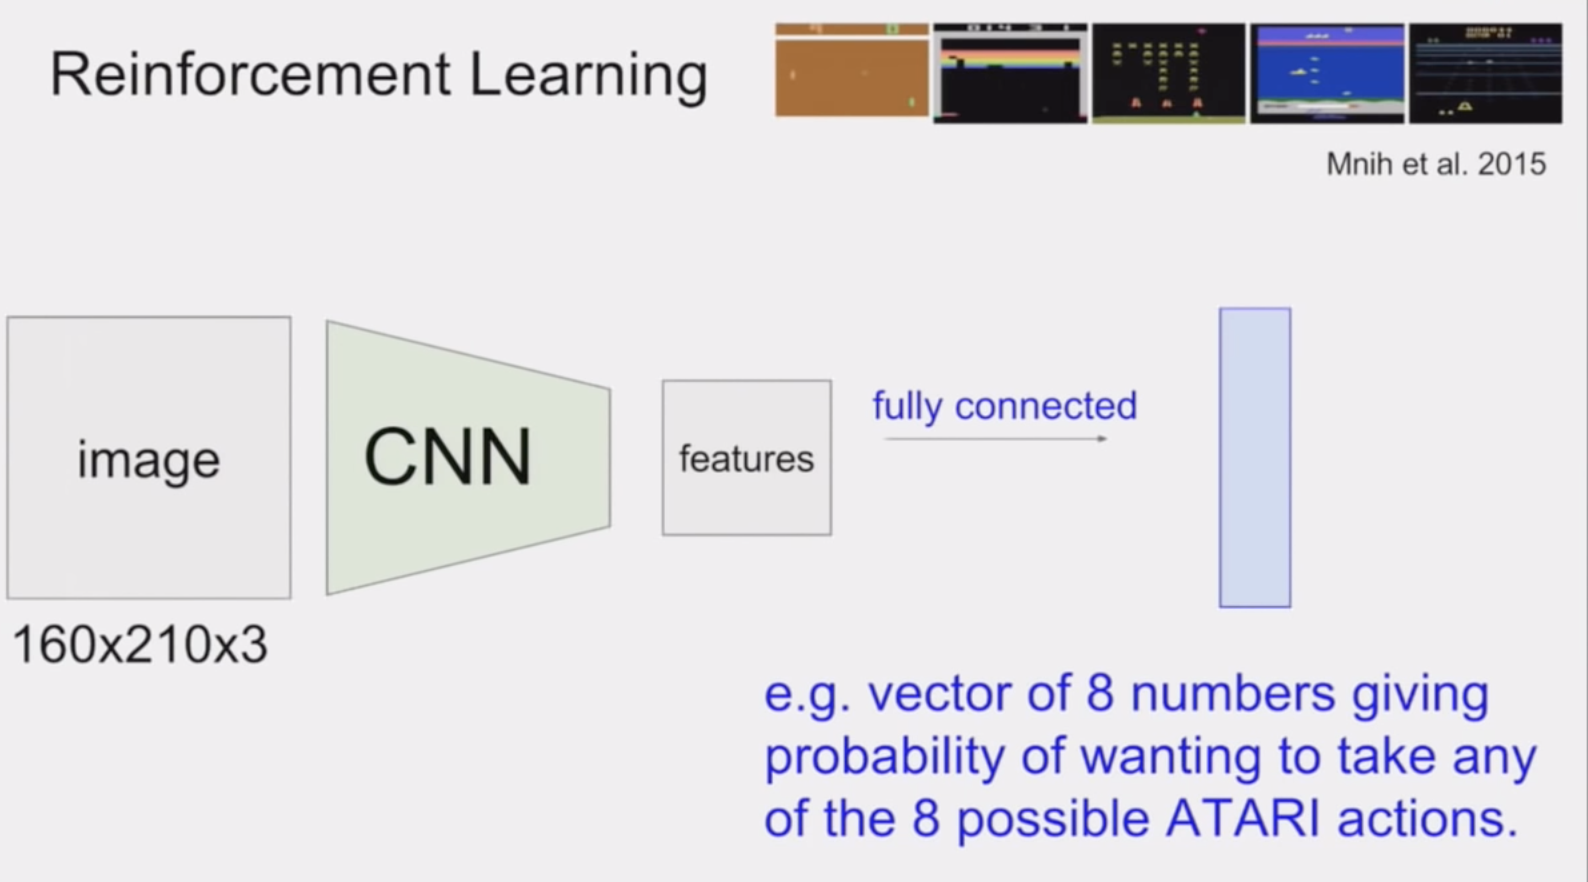 Reinforcement Learning
Mnih et al. 2015
image
CNN
features
fully connected
160x210x3
e.g. vector of 8 numbers giving
probability of wanting to take any
of the 8 possible ATARI actions.